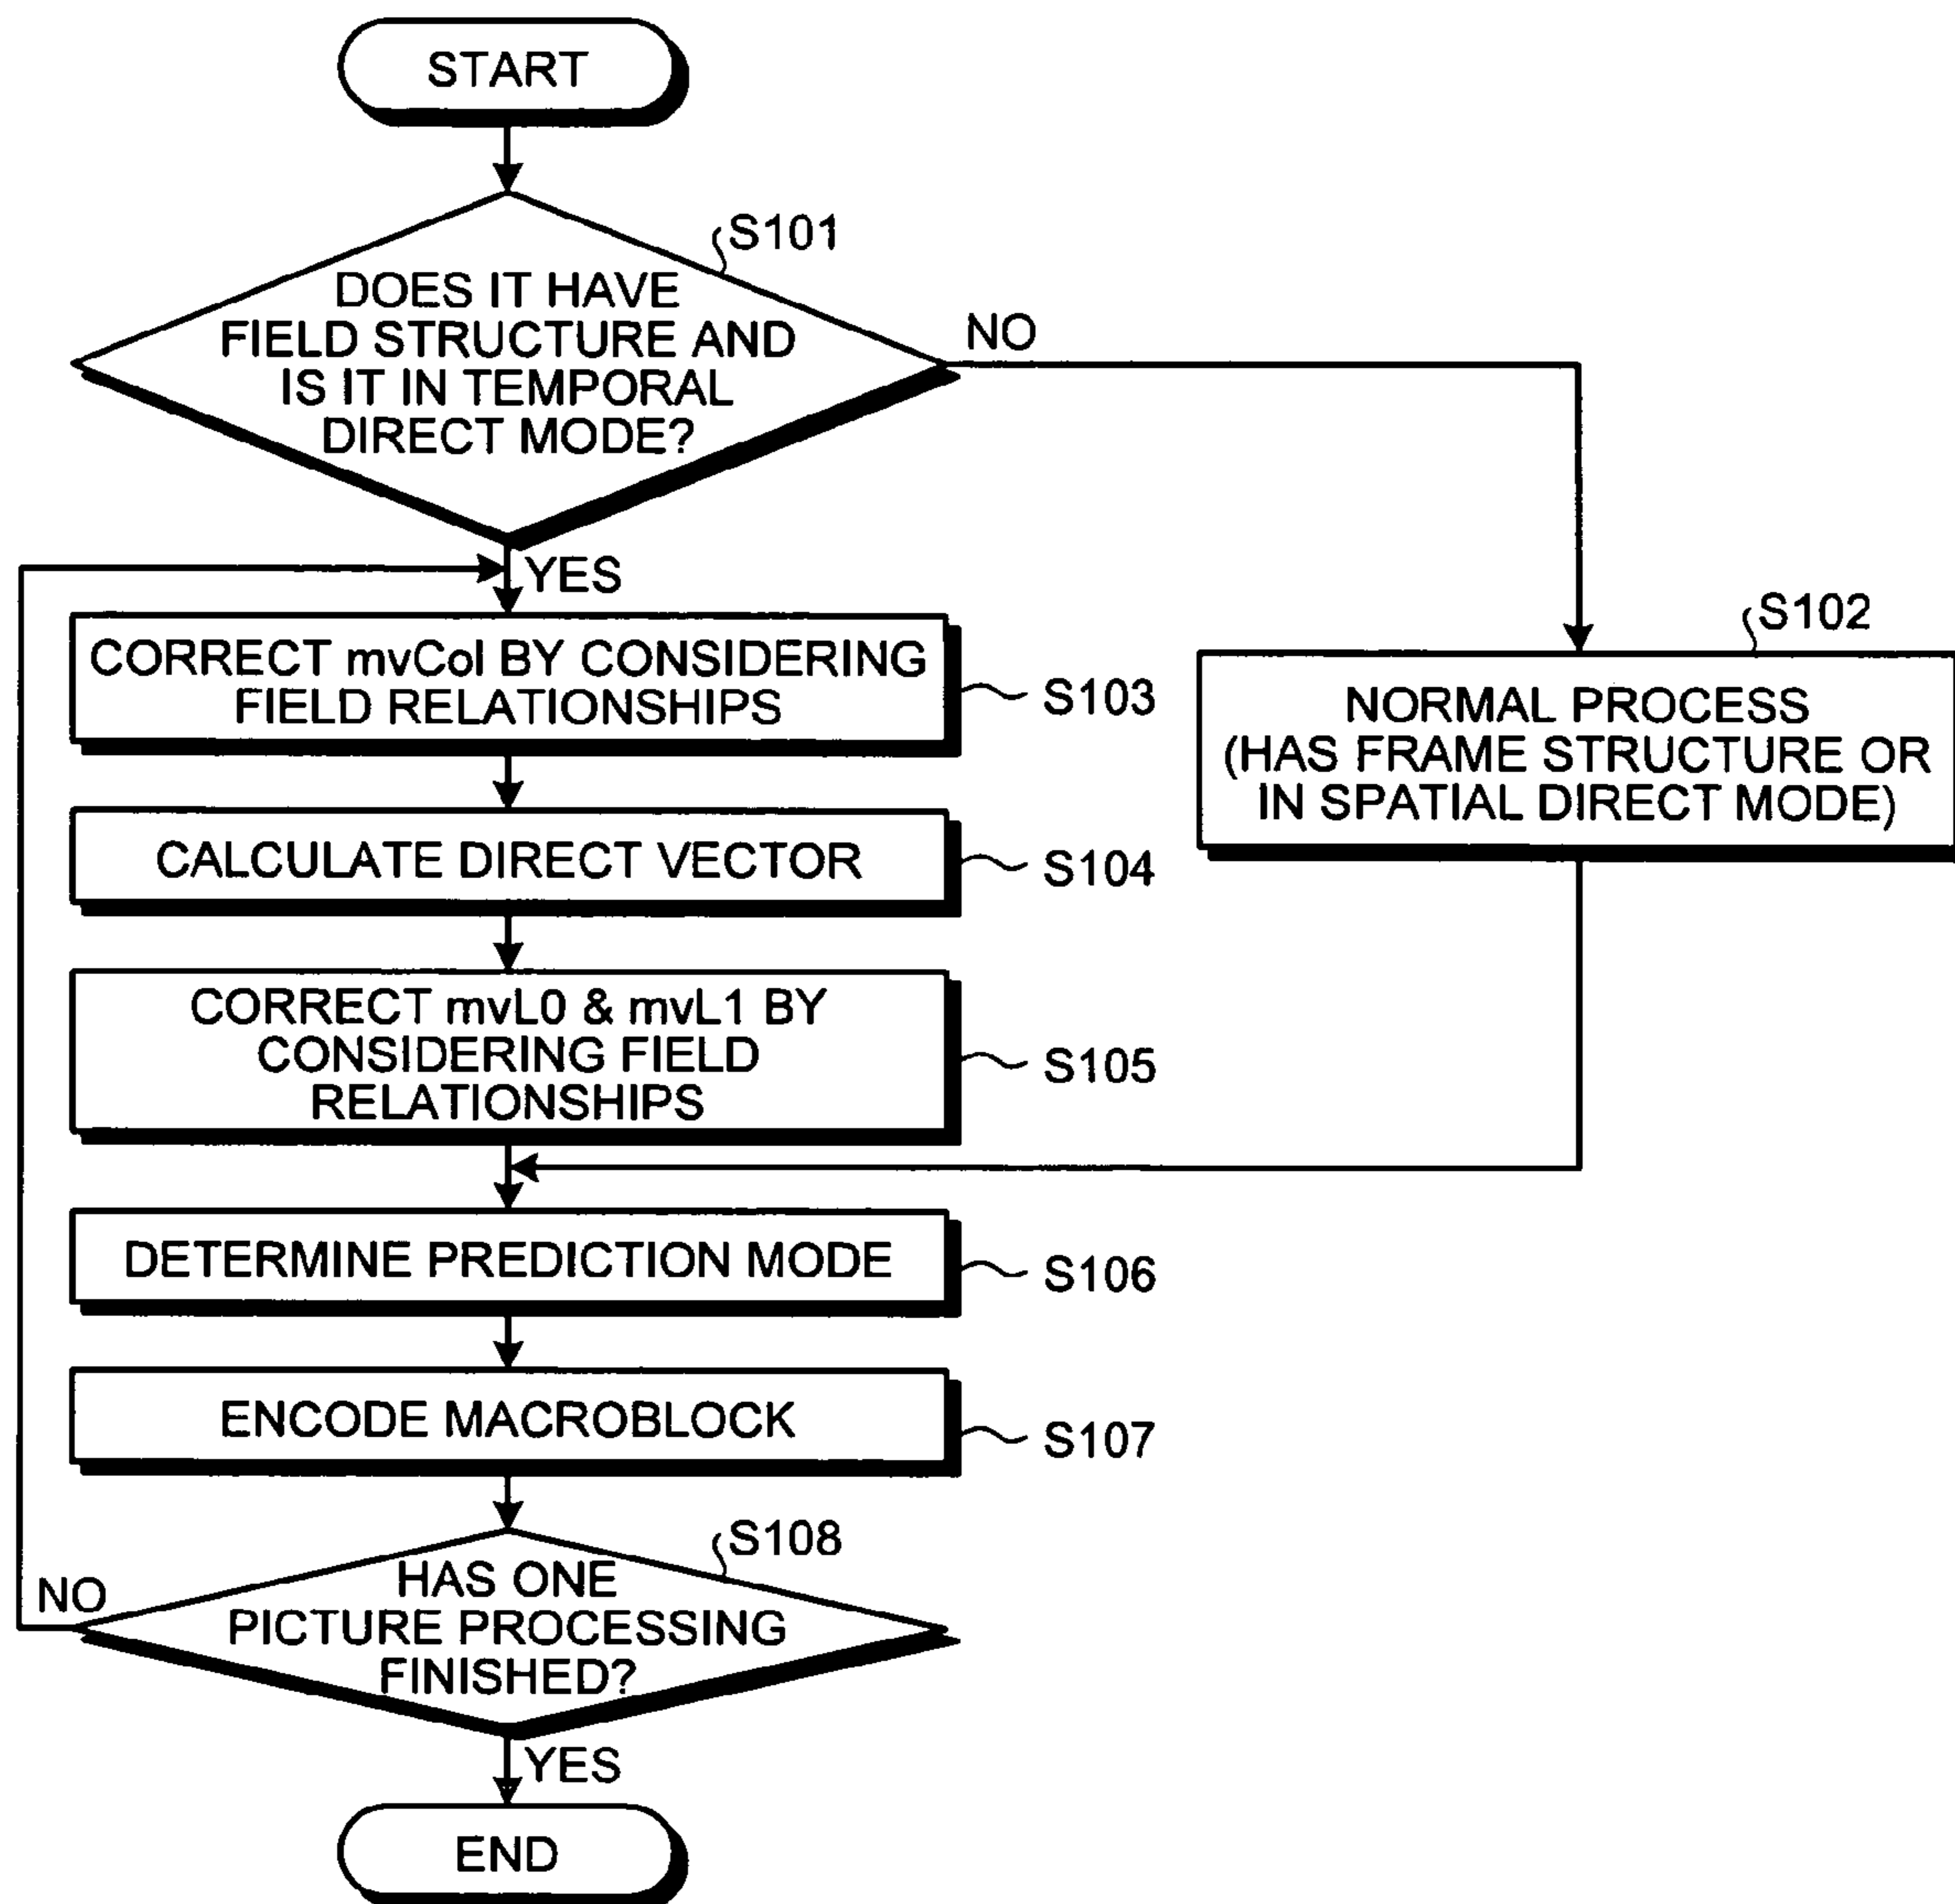 START
S101
DOES IT HAVE
FIELD STRUCTURE AND
IS IT IN TEMPORAL
DIRECT MODE?
NO
YES
S102
NORMAL PROCESS
(HAS FRAME STRUCTURE OR
IN SPATIAL DIRECT MODE)
CORRECT mvCol BY CONSIDERING
FIELD RELATIONSHIPS
S103
CALCULATE DIRECT VECTOR
S104
CORRECT mvL0 & mvL1 BY
CONSIDERING FIELD
RELATIONSHIPS
S105
DETERMINE PREDICTION MODE
S106
ENCODE MACROBLOCK
S107
S108
HAS ONE
PICTURE PROCESSING
FINISHED?
NO
YES
END